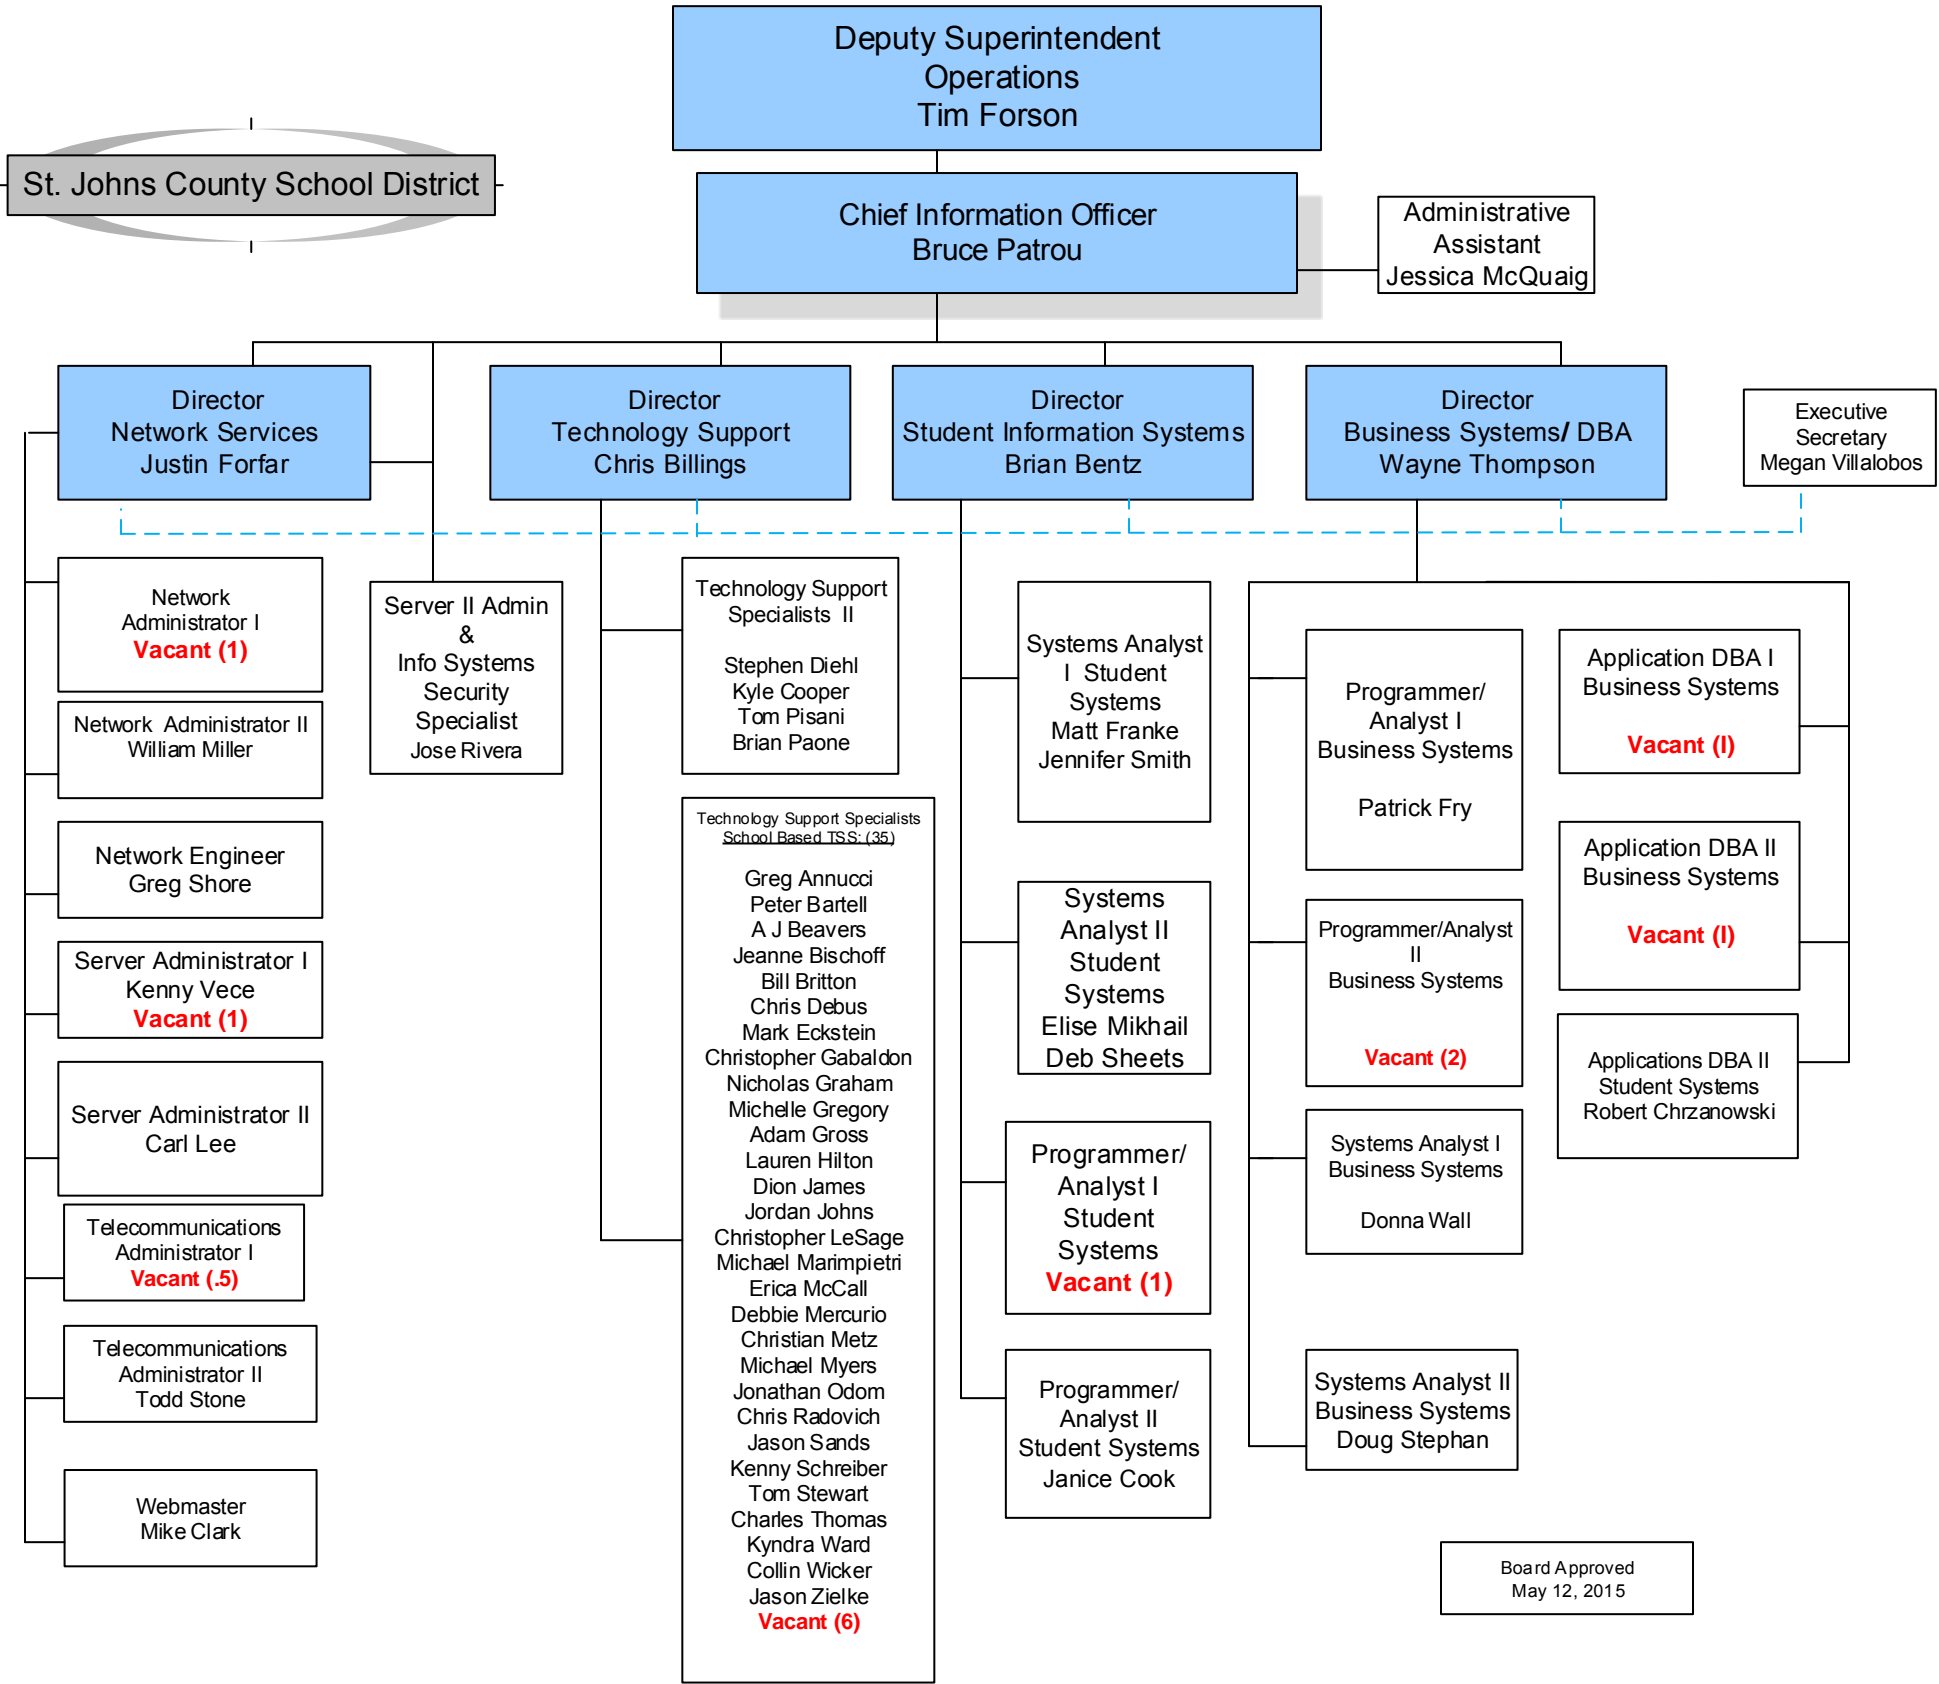 Deputy Superintendent
Operations
Tim Forson
St. Johns County School District
Chief Information Officer
Bruce Patrou
Administrative
Assistant
Jessica McQuaig
Director
Network Services
Justin Forfar
Director
Technology Support
Chris Billings
Director
Student Information Systems
Brian Bentz
Director
Business Systems/ DBA
Wayne Thompson
Executive
Secretary
Megan Villalobos
Network
Administrator I
Vacant (1)
Network Administrator II
William Miller
Network Engineer
Greg Shore
Server Administrator I
Kenny Vece
Vacant (1)
Server Administrator II
Carl Lee
Telecommunications
Administrator I
Vacant (.5)
Telecommunications
Administrator II
Todd Stone
Webmaster
Mike Clark
Server II Admin
&
Info Systems
Security
Specialist
Jose Rivera
Technology Support
Specialists II
Stephen Diehl
Kyle Cooper
Tom Pisani
Brian Paone
Technology Support Specialists
School Based TSS: (35)
Greg Annucci
Peter Bartell
A J Beavers
Jeanne Bischoff
Bill Britton
Chris Debus
Mark Eckstein
Christopher Gabaldon
Nicholas Graham
Michelle Gregory
Adam Gross
Lauren Hilton
Dion James
Jordan Johns
Christopher LeSage
Michael Marimpietri
Erica McCall
Debbie Mercurio
Christian Metz
Michael Myers
Jonathan Odom
Chris Radovich
Jason Sands
Kenny Schreiber
Tom Stewart
Charles Thomas
Kyndra Ward
Collin Wicker
Jason Zielke
Vacant (6)
Systems Analyst
I Student
Systems
Matt Franke
Jennifer Smith
Systems
Analyst II
Student
Systems
Elise Mikhail
Deb Sheets
Programmer/
Analyst I
Student
Systems
Vacant (1)
Programmer/
Analyst II
Student Systems
Janice Cook
Programmer/
Analyst I
Business Systems
Patrick Fry
Programmer/Analyst
II
Business Systems
Vacant (2)
Systems Analyst I
Business Systems
Donna Wall
Systems Analyst II
Business Systems
Doug Stephan
Application DBA I
Business Systems
Vacant (I)
Application DBA II
Business Systems
Vacant (I)
Applications DBA II
Student Systems
Robert Chrzanowski
Board Approved
May 12, 2015